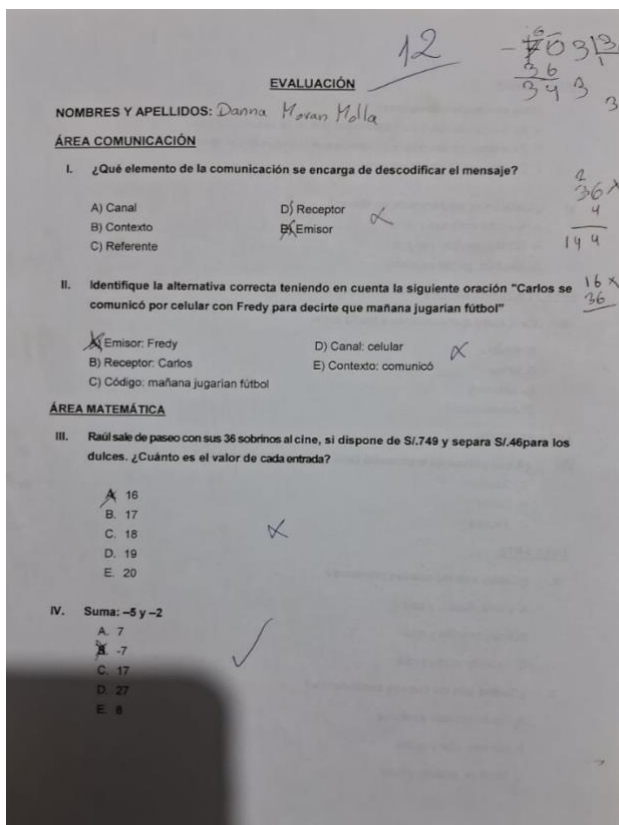 12
EVALUACIÓN
NOMBRES Y APELLIDOS: Danna Moran Molla
ÁREA COMUNICACIÓN
I. ¿Qué elemento de la comunicación se encarga de descodificar el mensaje?
A) Canal
B) Contexto
C) Referente
D) Receptor
Emisor
36 x
4
144
II. Identifique la alternativa correcta teniendo en cuenta la siguiente oración "Carlos se
comunicó por celular con Fredy para decirte que mañana jugarían fútbol"
16 x
36
Emisor: Fredy
B) Receptor: Carlos
C) Código: mañana jugarían fútbol
D) Canal: celular
E) Contexto: comunicó
ÁREA MATEMÁTICA
III. Raúl sale de paseo con sus 36 sobrinos al cine, si dispone de S/.749 y separa S/.46para los
dulces. ¿Cuánto es el valor de cada entrada?
A. 16
B. 17
C. 18
D. 19
E. 20
IV. Suma: –5 y –2
A. 7
B. -7
C. 17
D. 27
E. 8